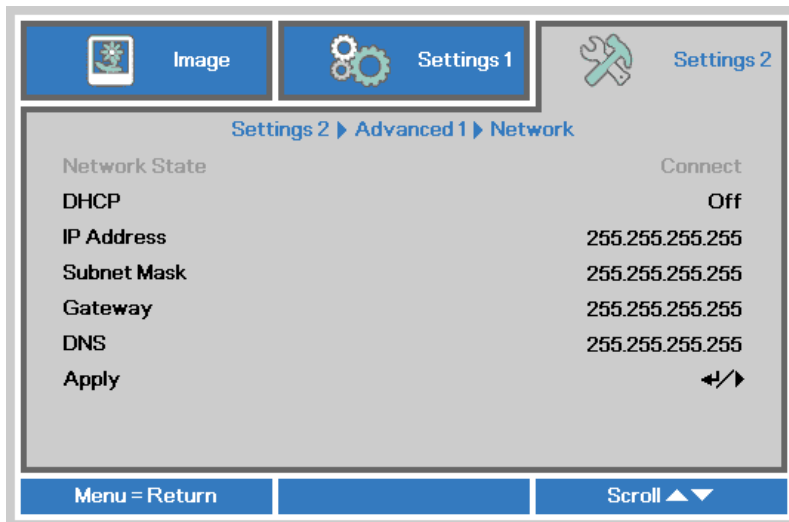 Image
Settings 1
Settings 2
Settings 2 ▶ Advanced 1 ▶ Network
Network State Connect
DHCP Off
IP Address 255.255.255.255
Subnet Mask 255.255.255.255
Gateway 255.255.255.255
DNS 255.255.255.255
Apply ↵/▶
Menu = Return
Scroll ▲▼